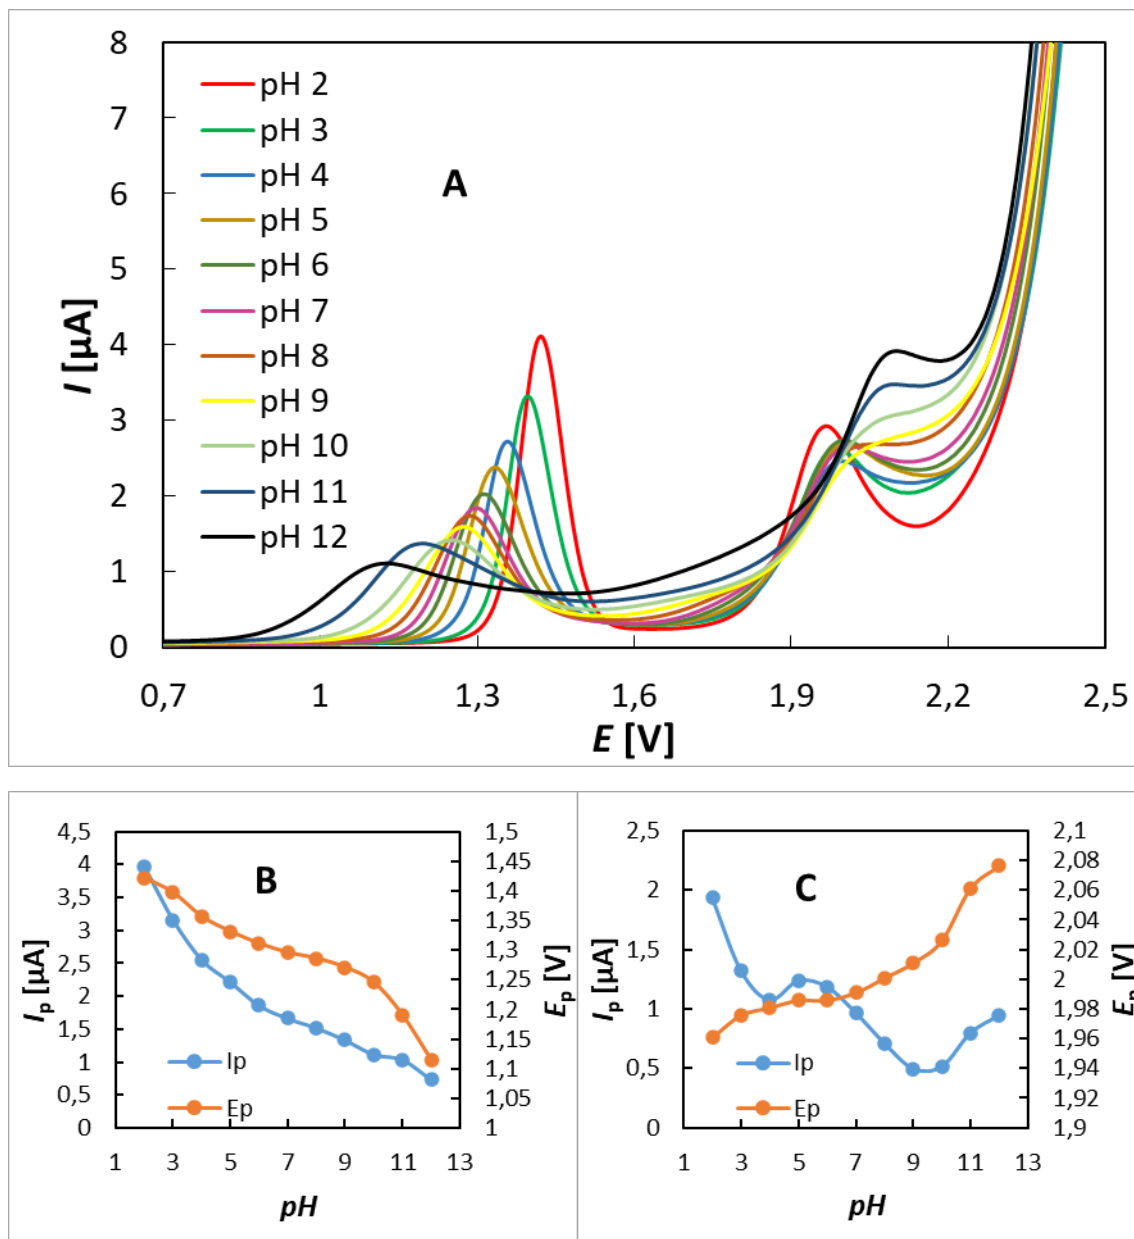 8
7
6
5
4
3
2
1
0
I [µA]
pH 2
pH 3
pH 4
pH 5
pH 6
pH 7
pH 8
pH 9
pH 10
pH 11
pH 12
A
0,7 1 1,3 1,6 1,9 2,2 2,5
E [V]
4,5
4
3,5
3
2,5
2
1,5
1
0,5
0
Ip [µA]
B
Ip
Ep
1,5
1,45
1,4
1,35
1,3
1,25
1,2
1,15
1,1
1,05
1
Ep [V]
1 3 5 7 9 11 13
pH
2,5
2
1,5
1
0,5
0
Ip [µA]
C
Ip
Ep
2,1
2,08
2,06
2,04
2,02
2
1,98
1,96
1,94
1,92
1,9
Ep [V]
1 3 5 7 9 11 13
pH